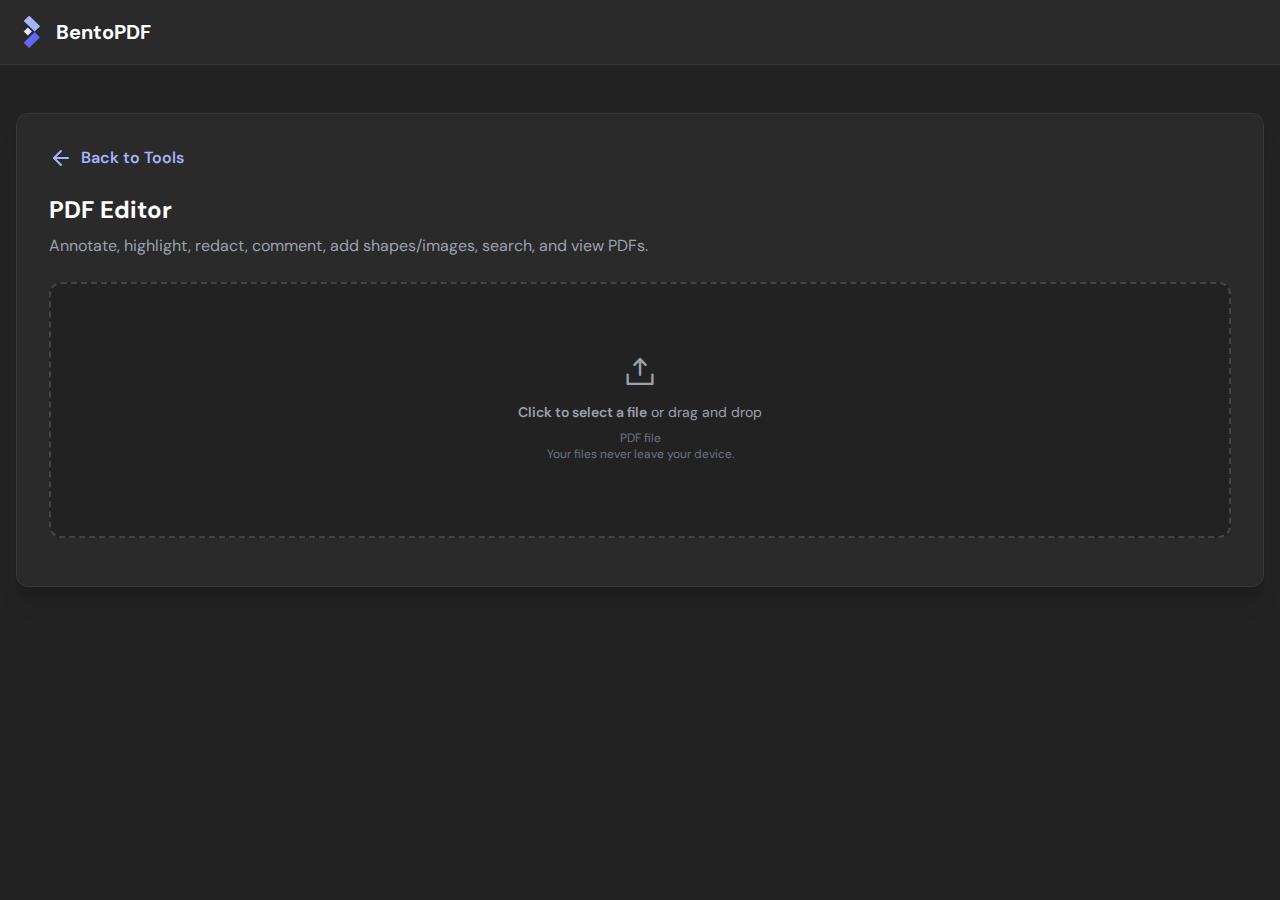 BentoPDF
Back to Tools
PDF Editor
Annotate, highlight, redact, comment, add shapes/images, search, and view PDFs.
Click to select a file or drag and drop
PDF file
Your files never leave your device.